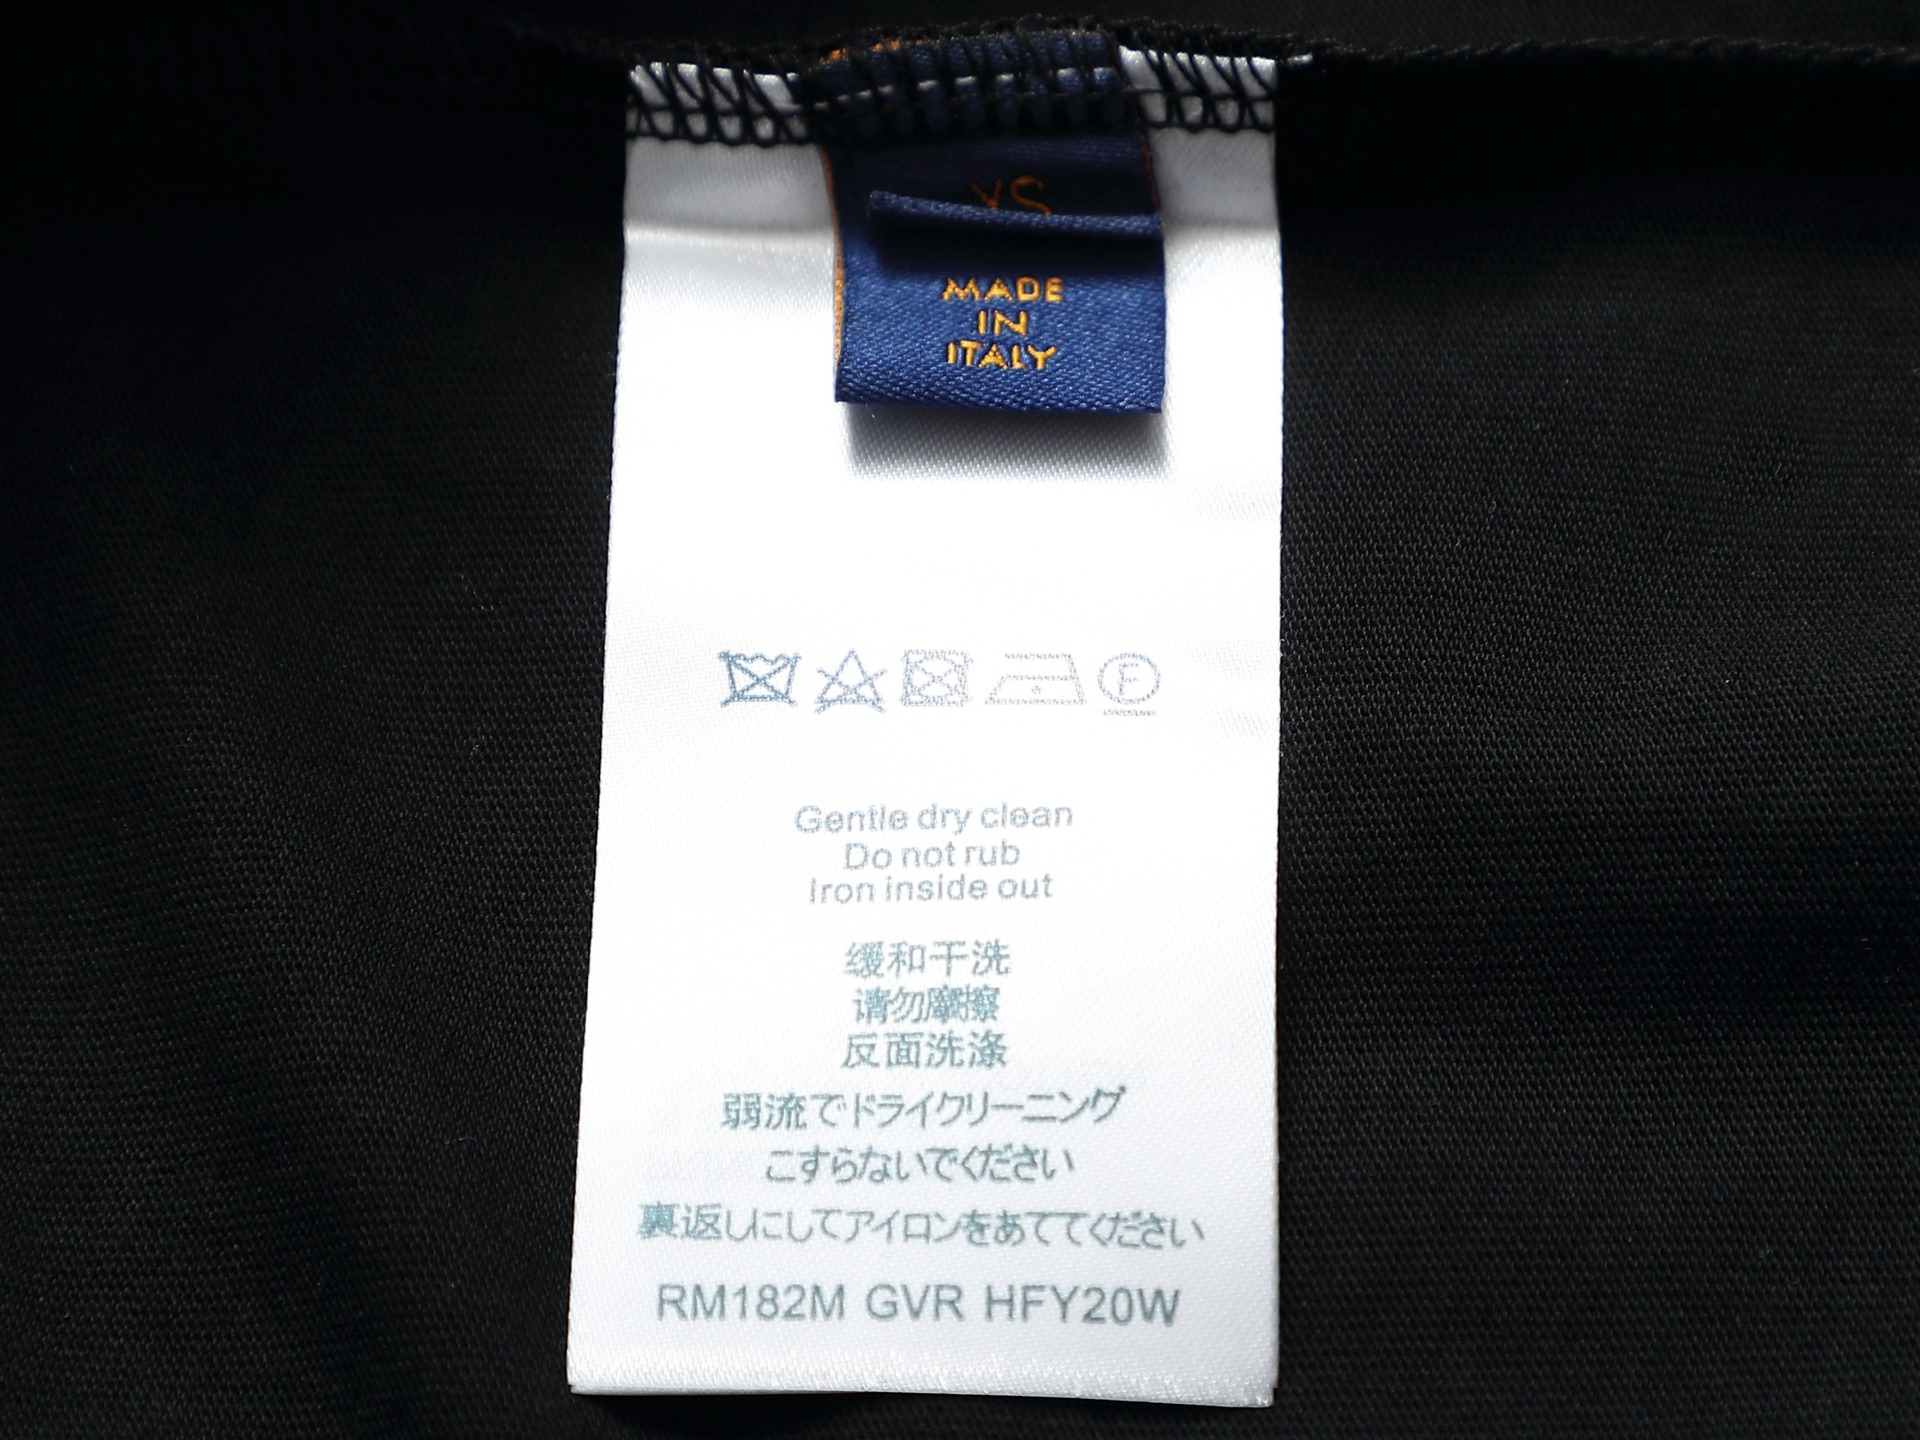 XS
MADE
IN
ITALY
F
Gentle dry clean
Do not rub
Iron inside out
缓和干洗
请勿摩擦
反面洗涤
弱流でドライクリーニング
こすらないでください
裏返しにしてアイロンをあててください
RM182M GVR HFY20W